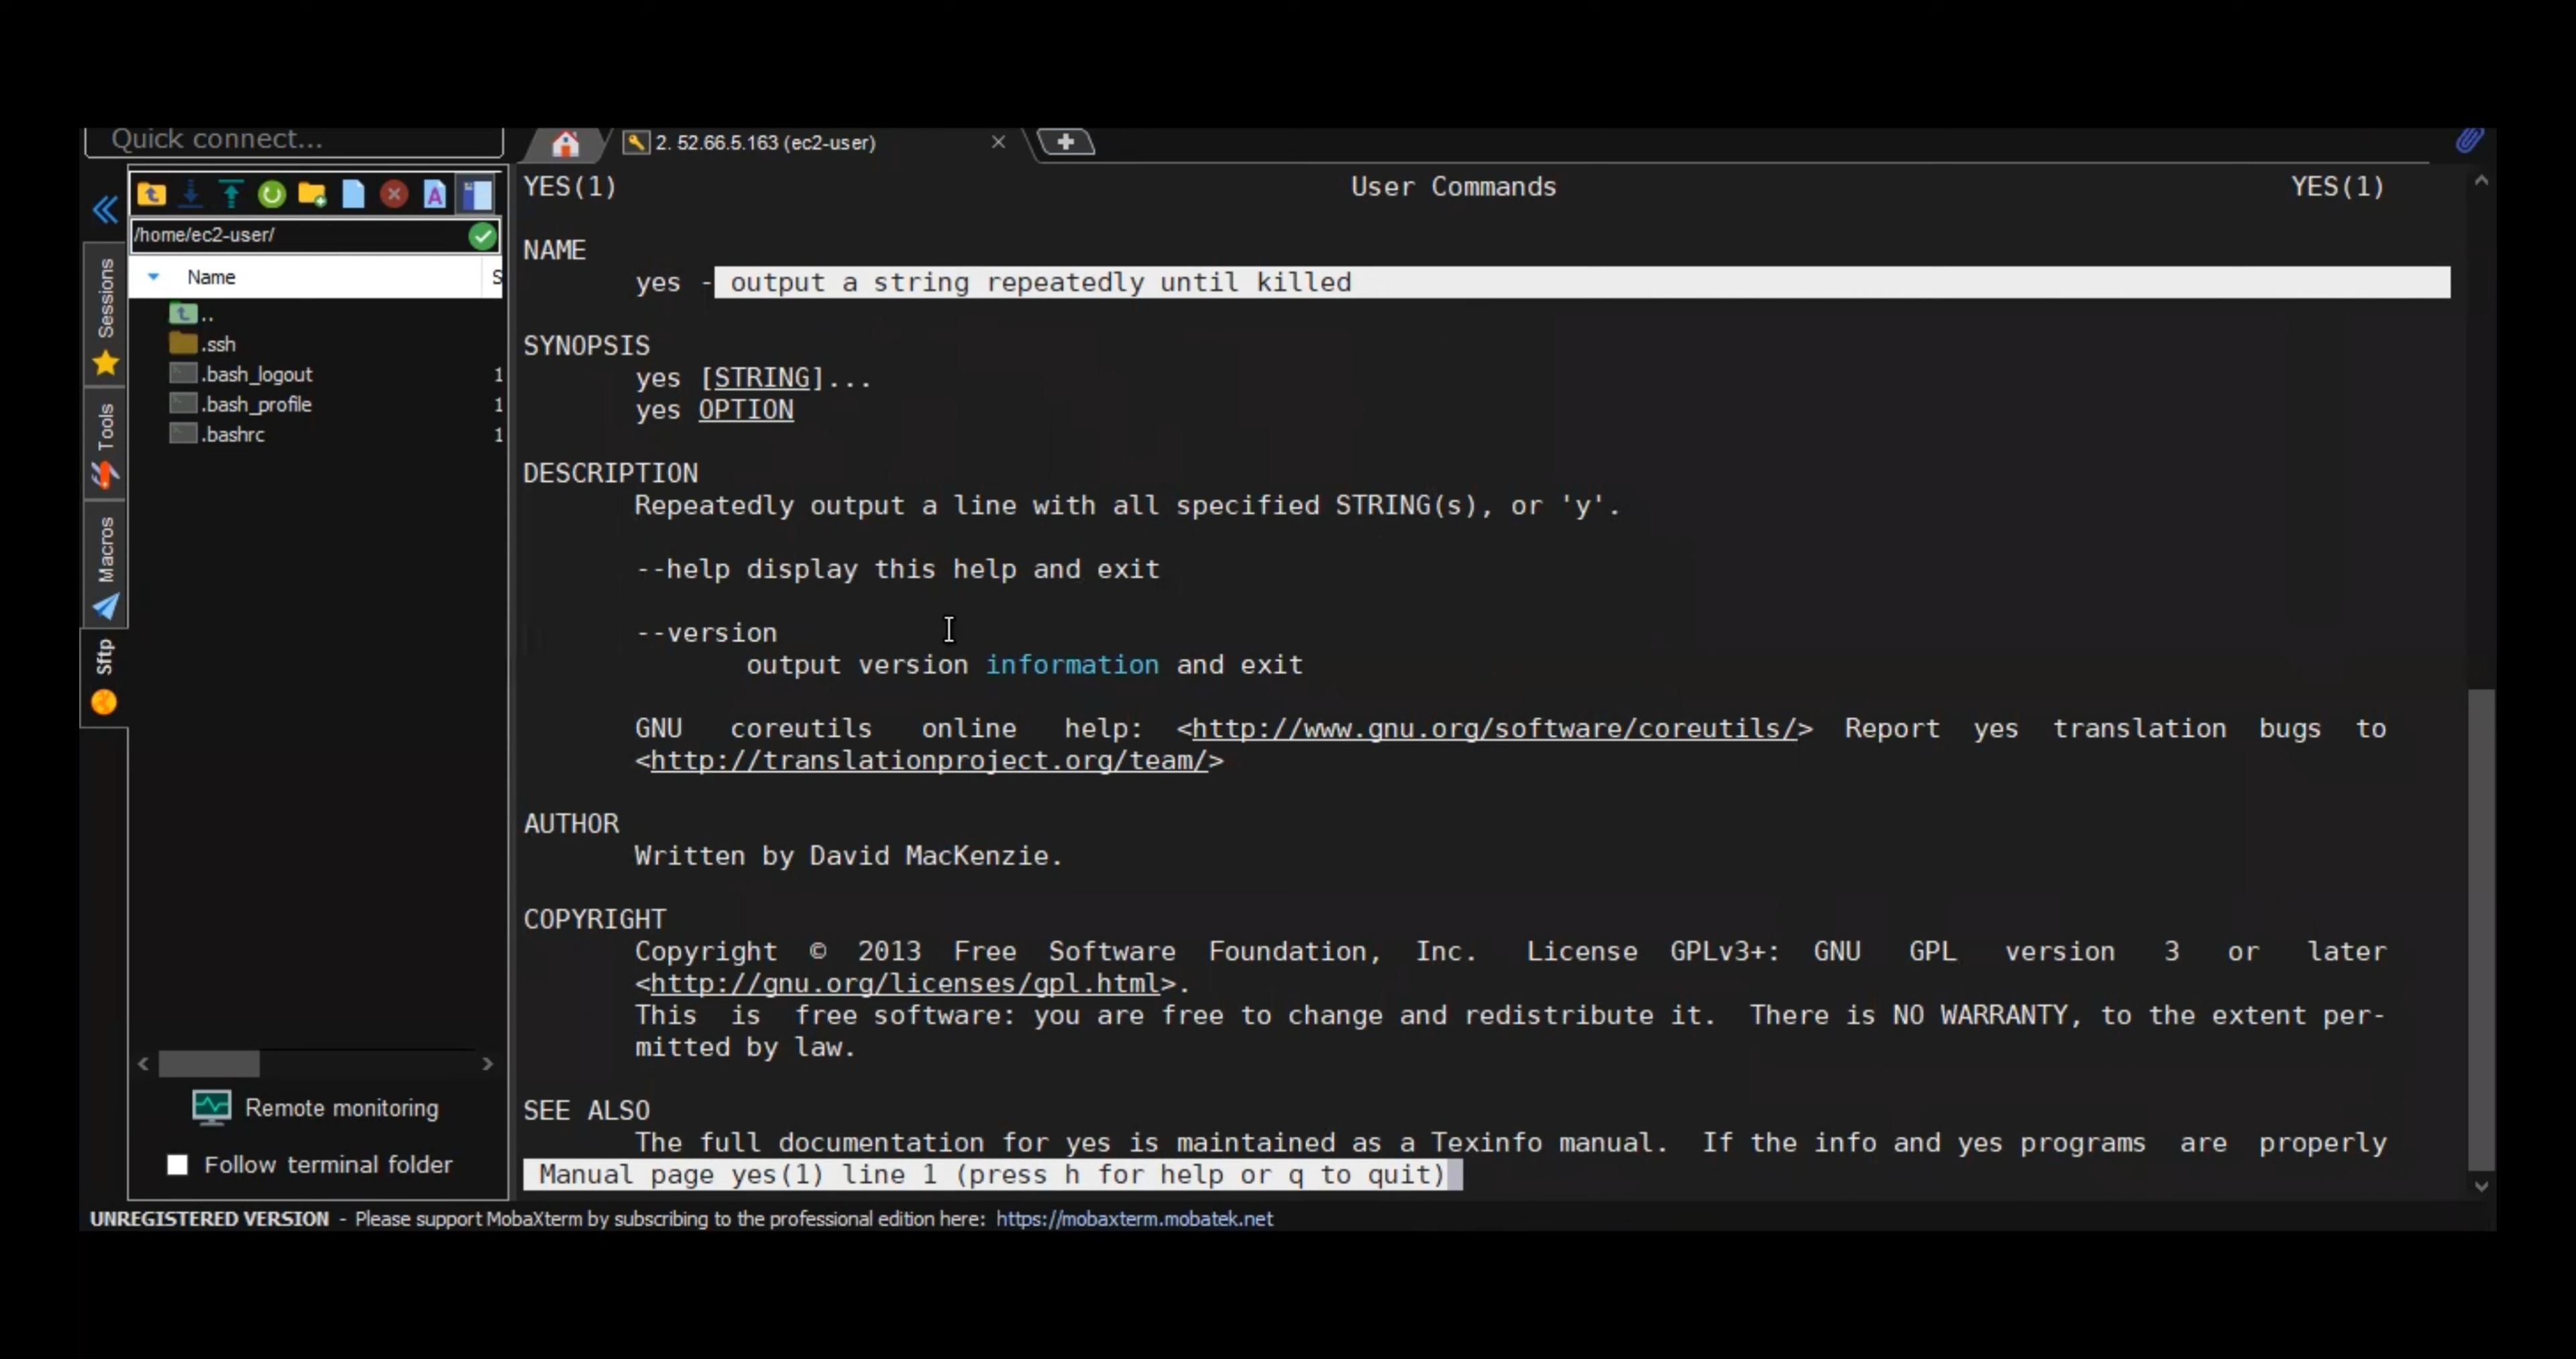 Quick connect...
2. 52.66.5.163 (ec2-user)
/home/ec2-user/
Name S
..
.ssh
.bash_logout 1
.bash_profile 1
.bashrc 1
Sessions
Tools
Macros
Sftp
Remote monitoring
Follow terminal folder
YES(1) User Commands YES(1)
NAME
yes - output a string repeatedly until killed
SYNOPSIS
yes [STRING]...
yes OPTION
DESCRIPTION
Repeatedly output a line with all specified STRING(s), or 'y'.
--help display this help and exit
--version
output version information and exit
GNU coreutils online help: <http://www.gnu.org/software/coreutils/> Report yes translation bugs to
<http://translationproject.org/team/>
AUTHOR
Written by David MacKenzie.
COPYRIGHT
Copyright © 2013 Free Software Foundation, Inc. License GPLv3+: GNU GPL version 3 or later
<http://gnu.org/licenses/gpl.html>.
This is free software: you are free to change and redistribute it. There is NO WARRANTY, to the extent per-
mitted by law.
SEE ALSO
The full documentation for yes is maintained as a Texinfo manual. If the info and yes programs are properly
Manual page yes(1) line 1 (press h for help or q to quit)
UNREGISTERED VERSION - Please support MobaXterm by subscribing to the professional edition here: https://mobaxterm.mobatek.net